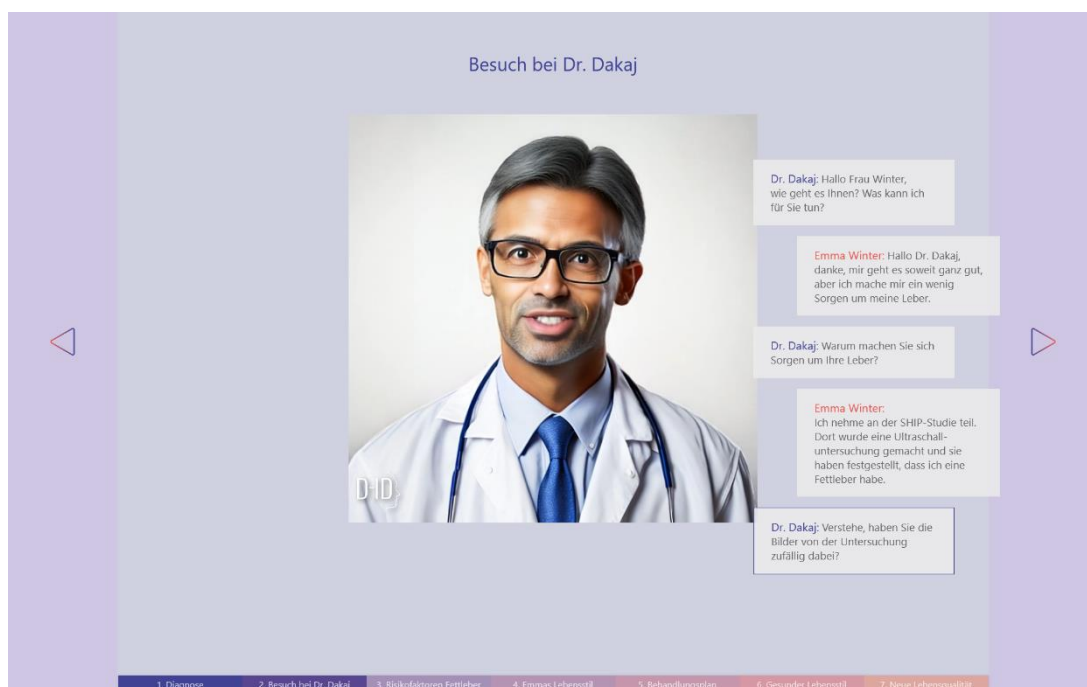 Besuch bei Dr. Dakaj
Dr. Dakaj: Hallo Frau Winter,
wie geht es Ihnen? Was kann ich
für Sie tun?
Emma Winter: Hallo Dr. Dakaj,
danke, mir geht es soweit ganz gut,
aber ich mache mir ein wenig
Sorgen um meine Leber.
Dr. Dakaj: Warum machen Sie sich
Sorgen um Ihre Leber?
Emma Winter:
Ich nehme an der SHIP-Studie teil.
Dort wurde eine Ultraschall-
untersuchung gemacht und sie
haben festgestellt, dass ich eine
Fettleber habe.
Dr. Dakaj: Verstehe, haben Sie die
Bilder von der Untersuchung
zufällig dabei?
D-ID
1. Diagnose 2. Besuch bei Dr. Dakaj 3. Risikofaktoren Fettleber 4. Emmas Lebensstil 5. Behandlungsplan 6. Gesunder Lebensstil 7. Neue Lebensqualität